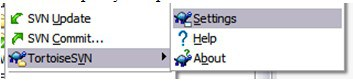 SVN Update
SVN Commit...
TortoiseSVN
Settings
Help
About